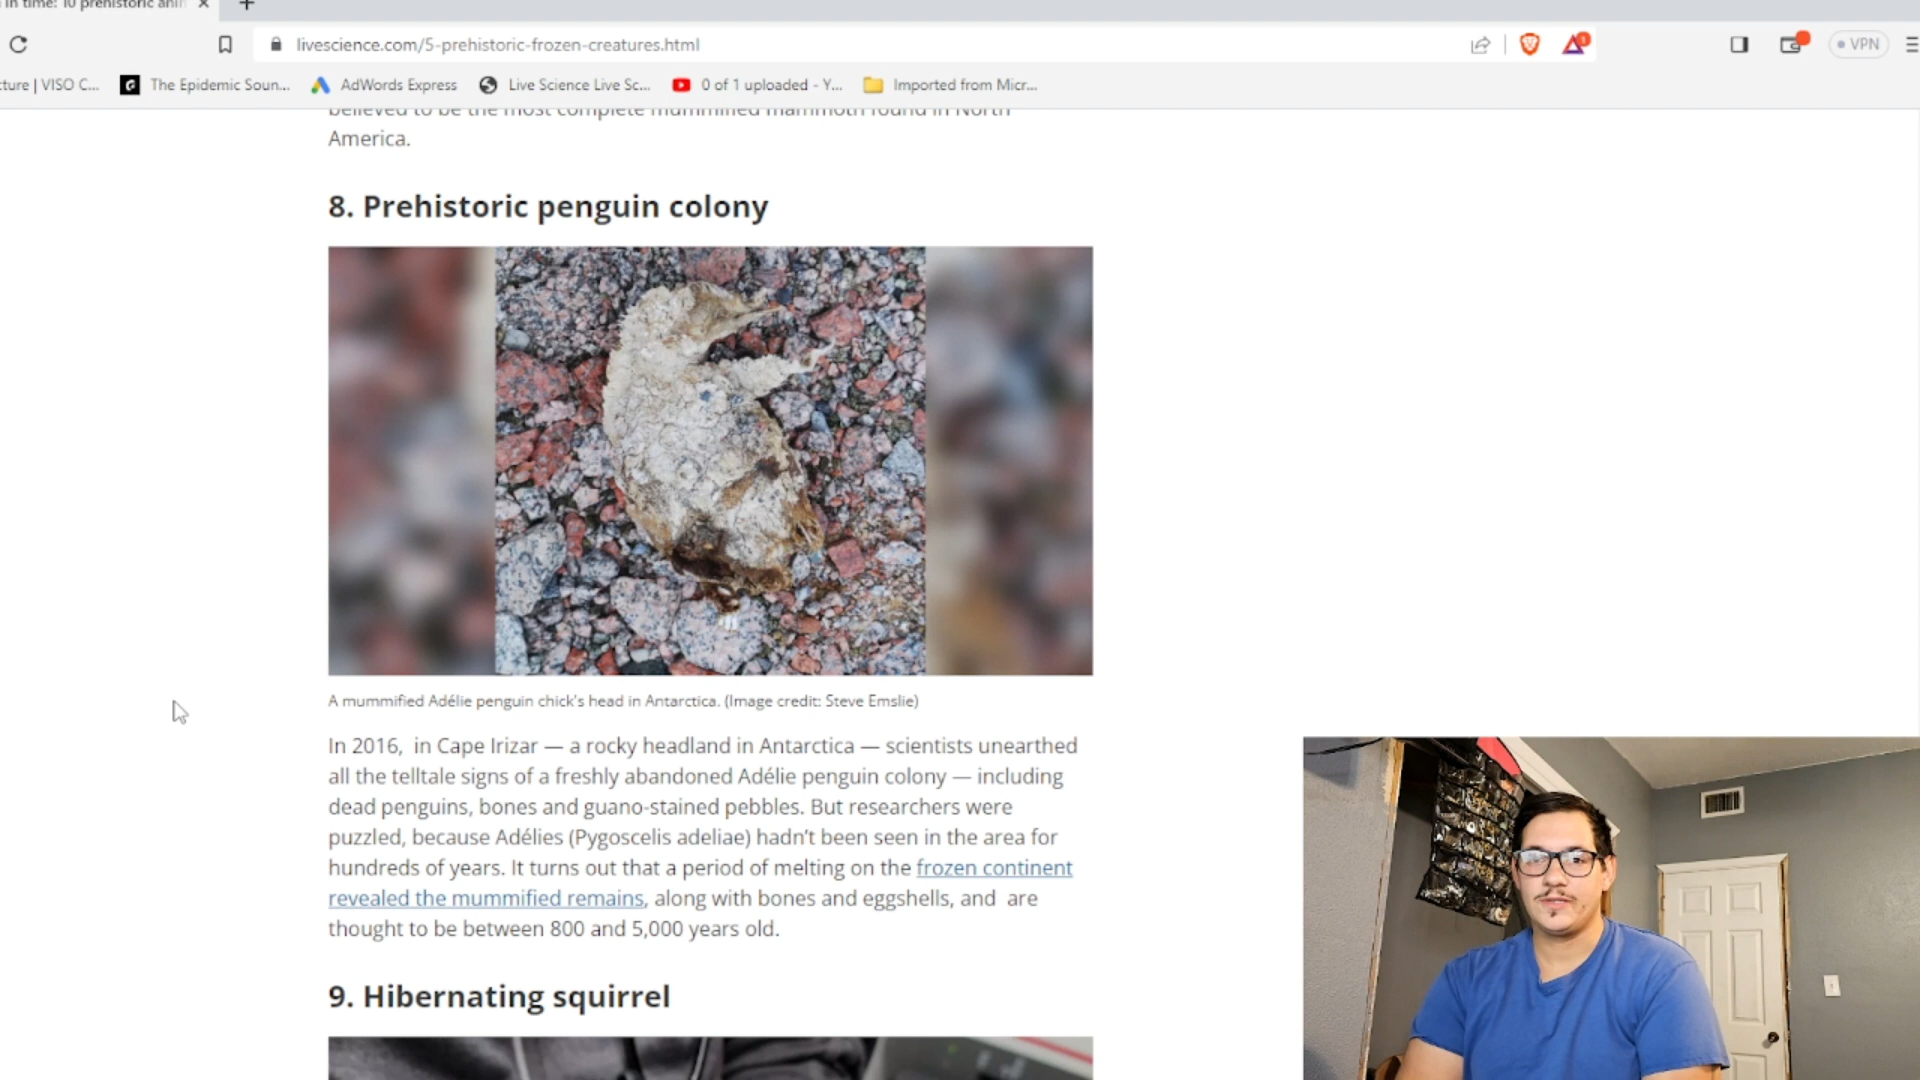 in time: 10 prehistoric anim
livescience.com/5-prehistoric-frozen-creatures.html
VPN
cture | VISO C...
The Epidemic Soun...
AdWords Express
Live Science Live Sc...
0 of 1 uploaded - Y...
Imported from Micr...
believed to be the most complete mummified mammoth found in North
America.
8. Prehistoric penguin colony
A mummified Adélie penguin chick's head in Antarctica. (Image credit: Steve Emslie)
In 2016,  in Cape Irizar — a rocky headland in Antarctica — scientists unearthed
all the telltale signs of a freshly abandoned Adélie penguin colony — including
dead penguins, bones and guano-stained pebbles. But researchers were
puzzled, because Adélies (Pygoscelis adeliae) hadn't been seen in the area for
hundreds of years. It turns out that a period of melting on the frozen continent
revealed the mummified remains, along with bones and eggshells, and  are
thought to be between 800 and 5,000 years old.
9. Hibernating squirrel